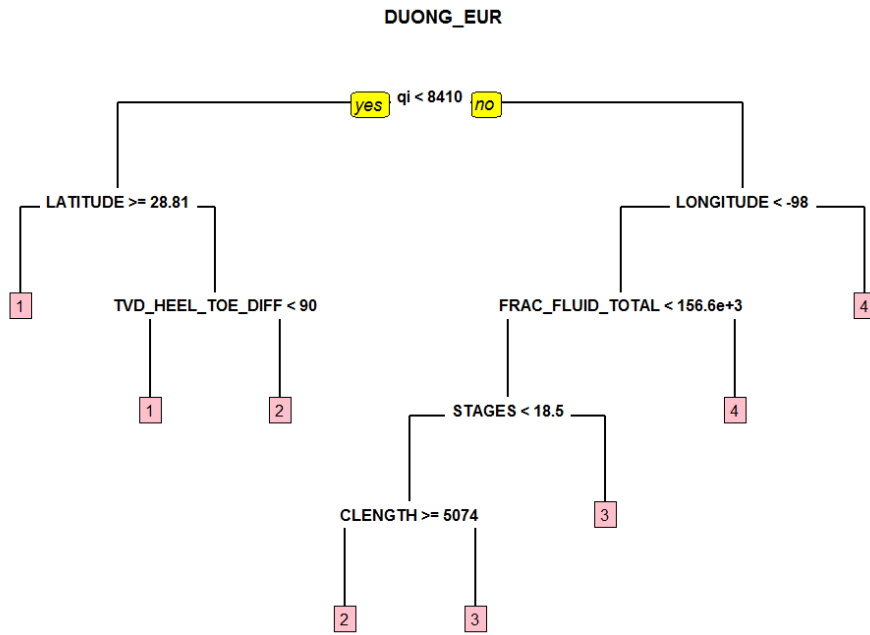 DUONG_EUR
yes qi < 8410 no
LATITUDE >= 28.81 LONGITUDE < -98
1 TVD_HEEL_TOE_DIFF < 90 FRAC_FLUID_TOTAL < 156.6e+3 4
1 2 STAGES < 18.5 4
CLENGTH >= 5074 3
2 3